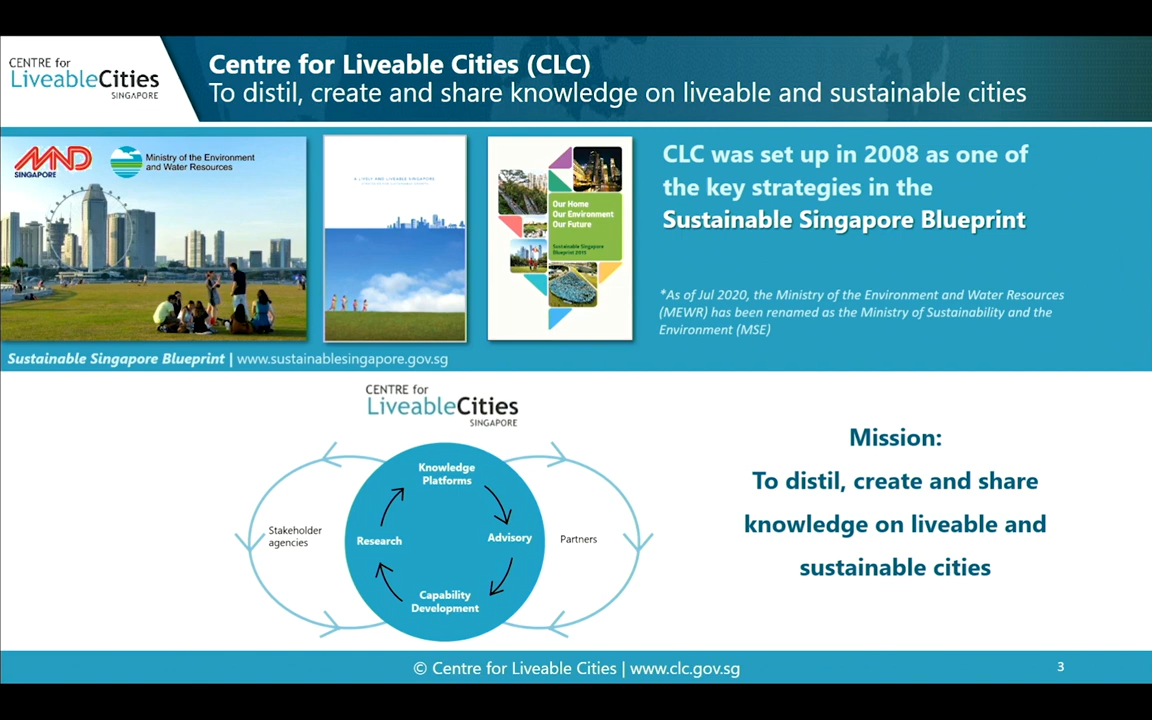 CENTRE for
LiveableCities
SINGAPORE
Centre for Liveable Cities (CLC)
To distil, create and share knowledge on liveable and sustainable cities
MND
SINGAPORE
Ministry of the Environment
and Water Resources
A LIVELY AND LIVEABLE SINGAPORE
Our Home
Our Environment
Our Future
Sustainable Singapore
Blueprint 2015
CLC was set up in 2008 as one of
the key strategies in the
Sustainable Singapore Blueprint
*As of Jul 2020, the Ministry of the Environment and Water Resources
(MEWR) has been renamed as the Ministry of Sustainability and the
Environment (MSE)
Sustainable Singapore Blueprint | www.sustainablesingapore.gov.sg
CENTRE for
LiveableCities
SINGAPORE
Knowledge
Platforms
Stakeholder
agencies
Research
Advisory
Partners
Capability
Development
Mission:
To distil, create and share
knowledge on liveable and
sustainable cities
© Centre for Liveable Cities | www.clc.gov.sg
3